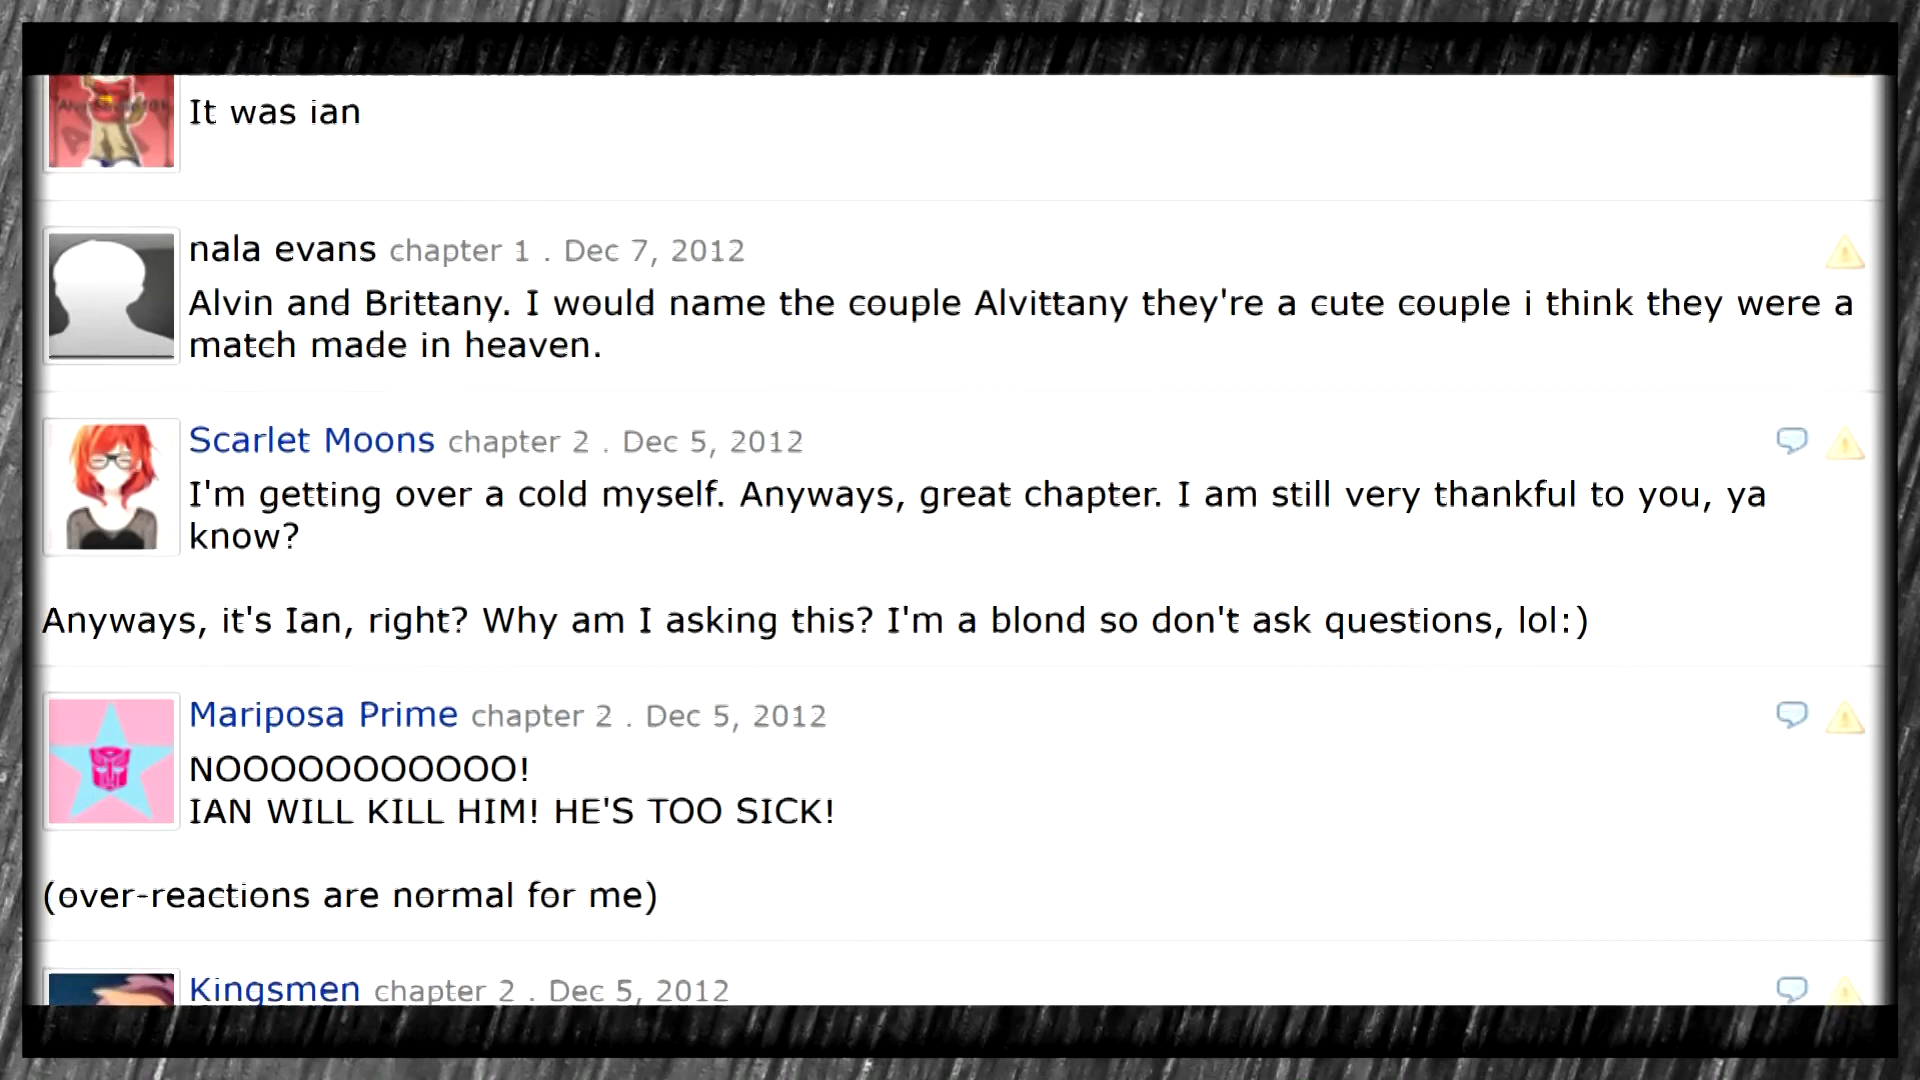 It was ian
nala evans chapter 1 . Dec 7, 2012
Alvin and Brittany. I would name the couple Alvittany they're a cute couple i think they were a
match made in heaven.
Scarlet Moons chapter 2 . Dec 5, 2012
I'm getting over a cold myself. Anyways, great chapter. I am still very thankful to you, ya
know?
Anyways, it's Ian, right? Why am I asking this? I'm a blond so don't ask questions, lol:)
Mariposa Prime chapter 2 . Dec 5, 2012
NOOOOOOOOOOO!
IAN WILL KILL HIM! HE'S TOO SICK!
(over-reactions are normal for me)
Kingsmen chapter 2 . Dec 5, 2012